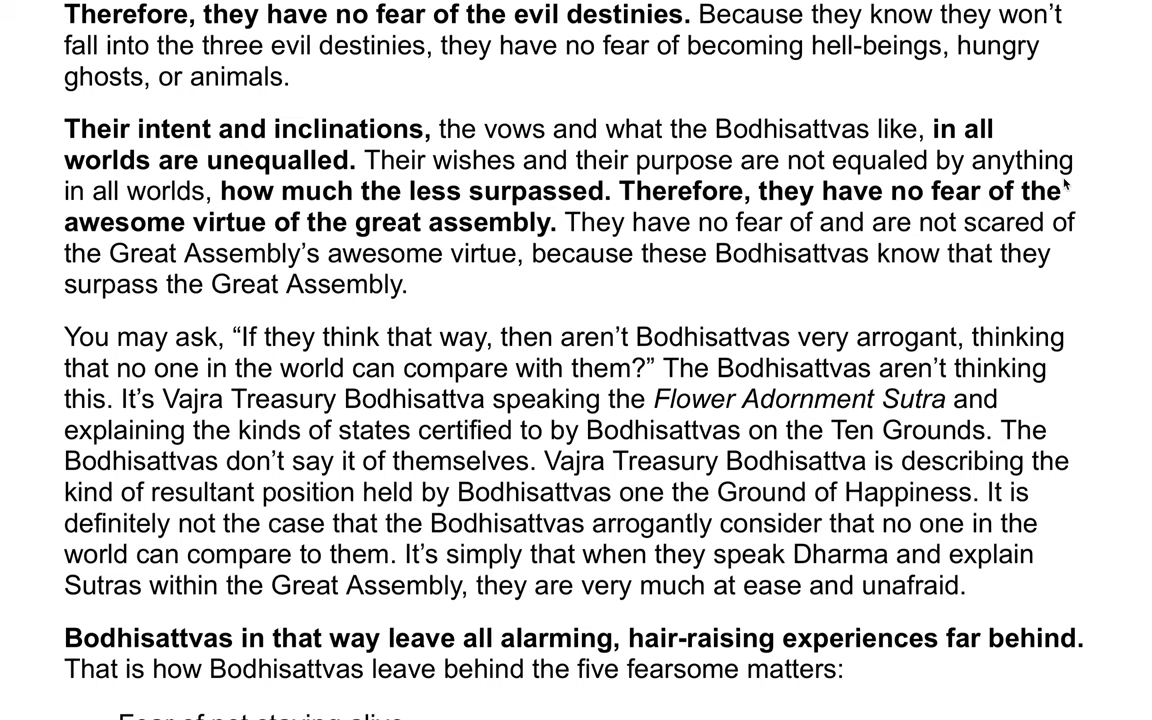 Therefore, they have no fear of the evil destinies. Because they know they won’t
fall into the three evil destinies, they have no fear of becoming hell-beings, hungry
ghosts, or animals.
Their intent and inclinations, the vows and what the Bodhisattvas like, in all
worlds are unequalled. Their wishes and their purpose are not equaled by anything
in all worlds, how much the less surpassed. Therefore, they have no fear of the
awesome virtue of the great assembly. They have no fear of and are not scared of
the Great Assembly’s awesome virtue, because these Bodhisattvas know that they
surpass the Great Assembly.
You may ask, “If they think that way, then aren’t Bodhisattvas very arrogant, thinking
that no one in the world can compare with them?” The Bodhisattvas aren’t thinking
this. It’s Vajra Treasury Bodhisattva speaking the Flower Adornment Sutra and
explaining the kinds of states certified to by Bodhisattvas on the Ten Grounds. The
Bodhisattvas don’t say it of themselves. Vajra Treasury Bodhisattva is describing the
kind of resultant position held by Bodhisattvas one the Ground of Happiness. It is
definitely not the case that the Bodhisattvas arrogantly consider that no one in the
world can compare to them. It’s simply that when they speak Dharma and explain
Sutras within the Great Assembly, they are very much at ease and unafraid.
Bodhisattvas in that way leave all alarming, hair-raising experiences far behind.
That is how Bodhisattvas leave behind the five fearsome matters:
Fear of not staying alive